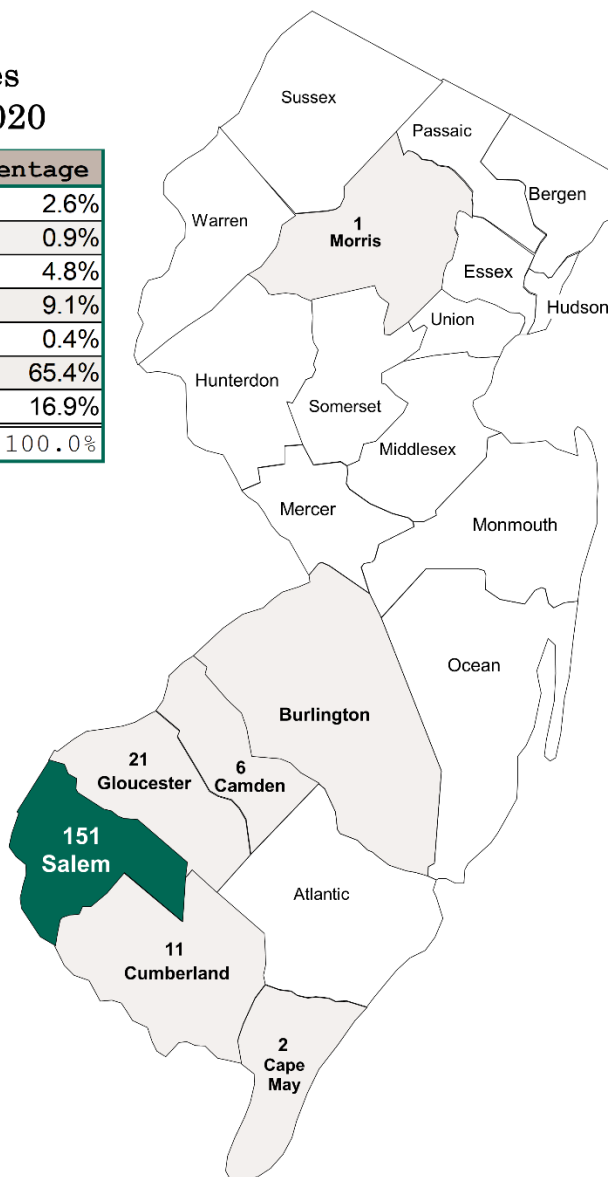 es
020
entage
2.6%
0.9%
4.8%
9.1%
0.4%
65.4%
16.9%
100.0%
Sussex
Passaic
Bergen
Warren
1
Morris
Essex
Hudson
Union
Hunterdon
Somerset
Middlesex
Mercer
Monmouth
Ocean
Burlington
21
Gloucester
6
Camden
151
Salem
Atlantic
11
Cumberland
2
Cape
May